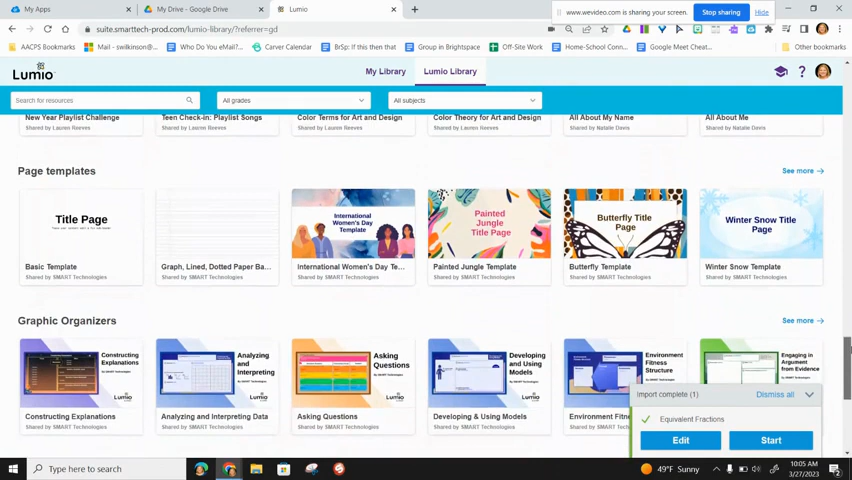 My Apps
My Drive - Google Drive
Lumio
www.wevideo.com is sharing your screen.
Stop sharing
Hide
suite.smarttech-prod.com/lumio-library/?referrer=gd
AACPS Bookmarks
Mail - swilkinson@...
Who Do You eMail?...
Carver Calendar
BrSp: If this then that
Group in Brightspace
Off-Site Work
Home-School Conn...
Google Meet Cheat...
Other bookmarks
Lumio
My Library
Lumio Library
Search for resources
All grades
All subjects
New Year Playlist Challenge
Teen Check-in: Playlist Songs
Color Terms for Art and Design
Color Theory for Art and Design
All About My Name
All About Me
Shared by Lauren Reeves
Shared by Lauren Reeves
Shared by Lauren Reeves
Shared by Lauren Reeves
Shared by Natalie Davis
Shared by Natalie Davis
Page templates
See more →
Title Page
International
Women's Day
Template
Painted
Jungle
Title Page
Butterfly Title
Page
Winter Snow Title
Page
Basic Template
Graph, Lined, Dotted Paper Ba...
International Women's Day Te...
Painted Jungle Template
Butterfly Template
Winter Snow Template
Shared by SMART Technologies
Shared by SMART Technologies
Shared by SMART Technologies
Shared by SMART Technologies
Shared by SMART Technologies
Shared by SMART Technologies
Graphic Organizers
See more →
Constructing
Explanations
Analyzing
and
Interpreting
Data
Asking
Questions
Developing
and Using
Models
Environment
Fitness
Structure
Engaging in
Argument
from Evidence
Lumio
Lumio
Lumio
Lumio
Constructing Explanations
Analyzing and Interpreting Data
Asking Questions
Developing & Using Models
Environment Fitn
Shared by SMART Technologies
Shared by SMART Technologies
Shared by SMART Technologies
Shared by SMART Technologies
Import complete (1)
Dismiss all
Equivalent Fractions
Edit
Start
Type here to search
49°F Sunny
10:05 AM
3/27/2023